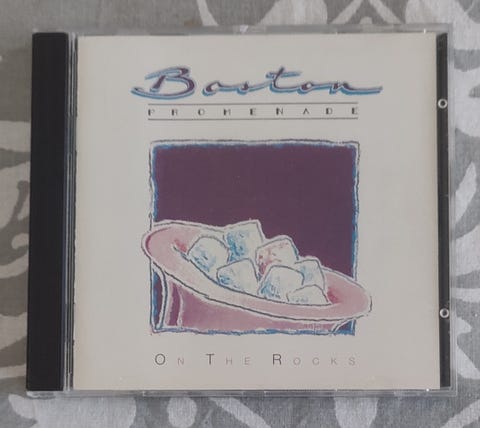 Boston
PROMENADE
ON THE ROCKS